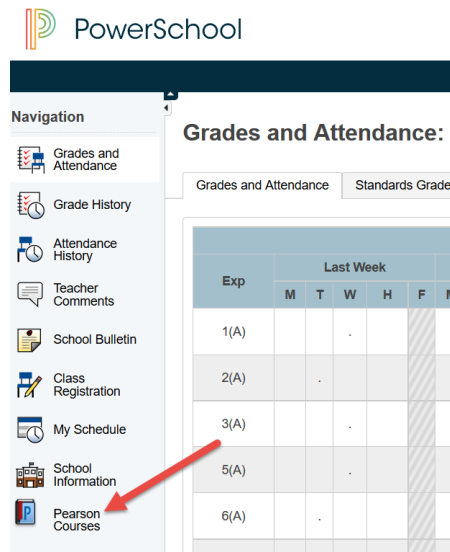 PowerSchool
Navigation
Grades and
Attendance
Grade History
Attendance
History
Teacher
Comments
School Bulletin
Class
Registration
My Schedule
School
Information
P
Pearson
Courses
Grades and Attendance:
Grades and Attendance
Standards Grade
Exp
Last Week
M T W H F
1(A) .
2(A) .
3(A) .
5(A) .
6(A) .